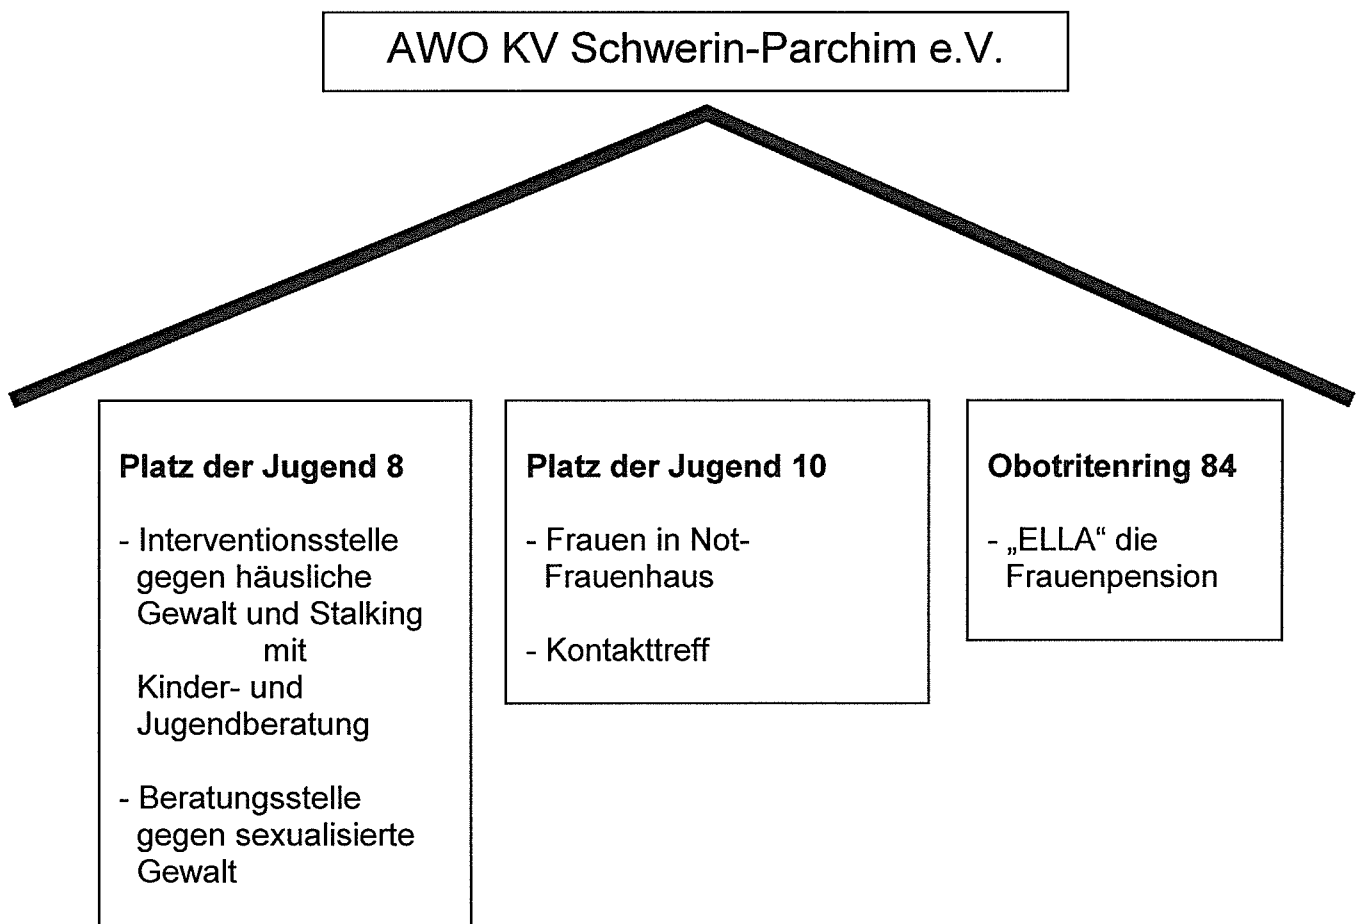 AWO KV Schwerin-Parchim e.V.
Platz der Jugend 8
- Interventionsstelle
gegen häusliche
Gewalt und Stalking
mit
Kinder- und
Jugendberatung
- Beratungsstelle
gegen sexualisierte
Gewalt
Platz der Jugend 10
- Frauen in Not-
Frauenhaus
- Kontakttreff
Obotritenring 84
- „ELLA“ die
Frauenpension